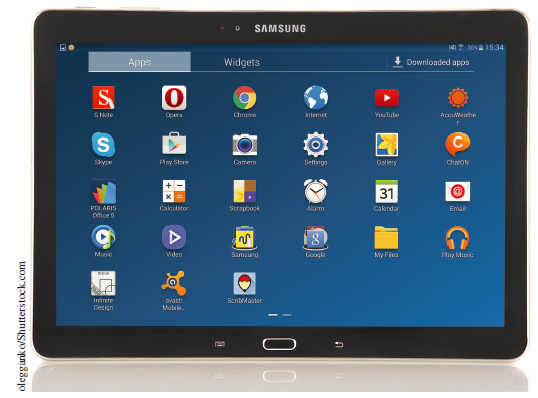 SAMSUNG
30% 15:34
Apps Widgets Downloaded apps
S Note Opera Chrome Internet YouTube AccuWeathe
r
Skype Play Store Camera Settings Gallery ChatON
POLARIS
Office 5 Calculator Scrapbook Alarm 31 Calendar Email
Music Video Samsung Google My Files Play Music
Infinite
Design avast!
Mobile... ScribMaster
olegganko/Shutterstock.com